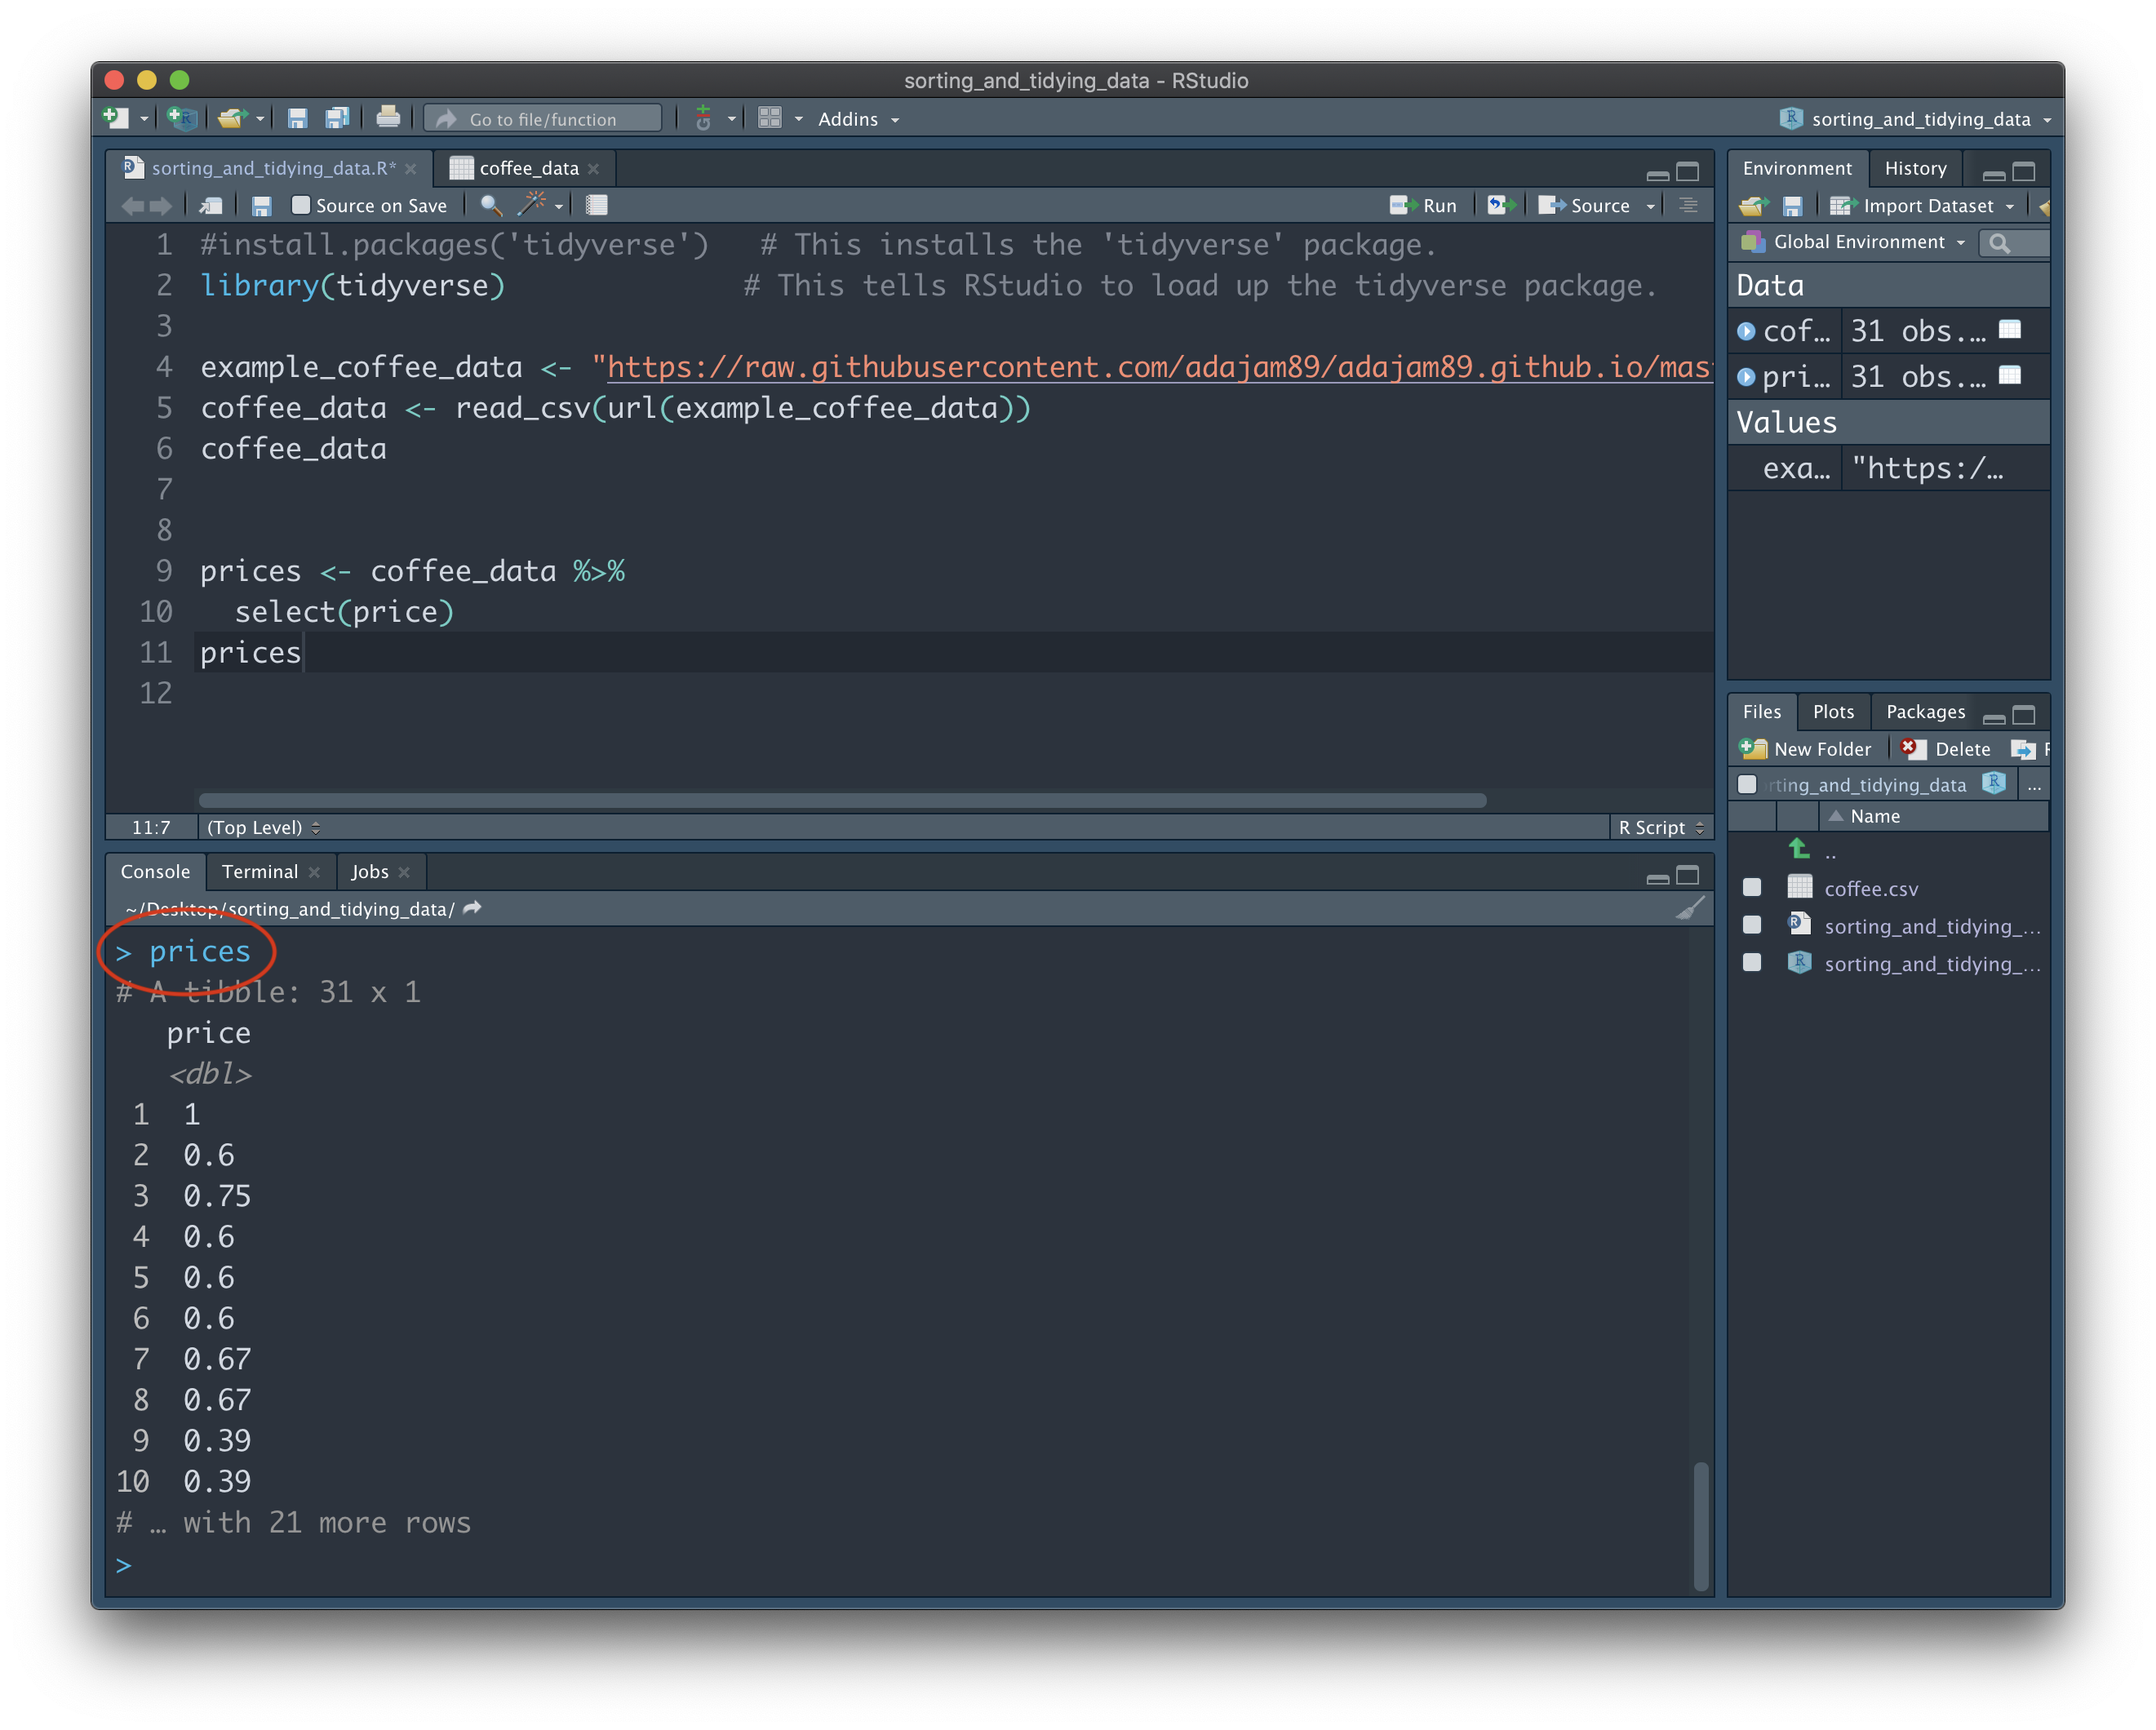 sorting_and_tidying_data - RStudio
Go to file/function
Addins
sorting_and_tidying_data
sorting_and_tidying_data.R*
coffee_data
Source on Save
Run
Source
1 #install.packages('tidyverse')   # This installs the 'tidyverse' package.
2 library(tidyverse)              # This tells RStudio to load up the tidyverse package.
3
4 example_coffee_data <- "https://raw.githubusercontent.com/adajam89/adajam89.github.io/mas
5 coffee_data <- read_csv(url(example_coffee_data))
6 coffee_data
7
8
9 prices <- coffee_data %>%
10   select(price)
11 prices
12
11:7 (Top Level) R Script
Console Terminal Jobs
~/Desktop/sorting_and_tidying_data/
> prices
# A tibble: 31 x 1
price
<dbl>
1 1
2 0.6
3 0.75
4 0.6
5 0.6
6 0.6
7 0.67
8 0.67
9 0.39
10 0.39
# … with 21 more rows
>
Environment History
Import Dataset
Global Environment
Data
cof… 31 obs.…
pri… 31 obs.…
Values
exa… "https:/…
Files Plots Packages
New Folder Delete R
rting_and_tidying_data ...
Name
..
coffee.csv
sorting_and_tidying_…
sorting_and_tidying_…